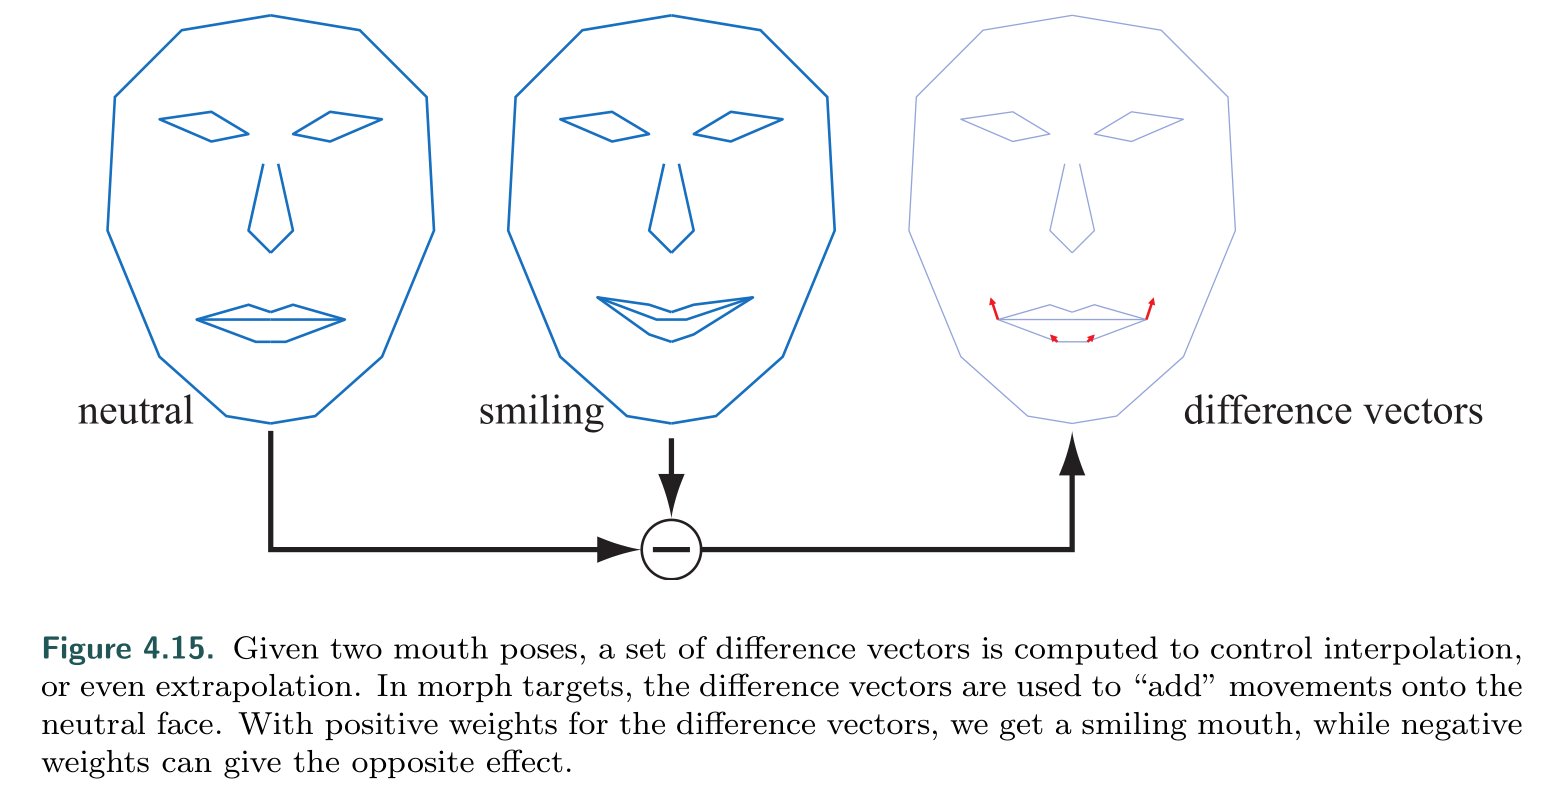 neutral
smiling
difference vectors
Figure 4.15. Given two mouth poses, a set of difference vectors is computed to control interpolation,
or even extrapolation. In morph targets, the difference vectors are used to “add” movements onto the
neutral face. With positive weights for the difference vectors, we get a smiling mouth, while negative
weights can give the opposite effect.